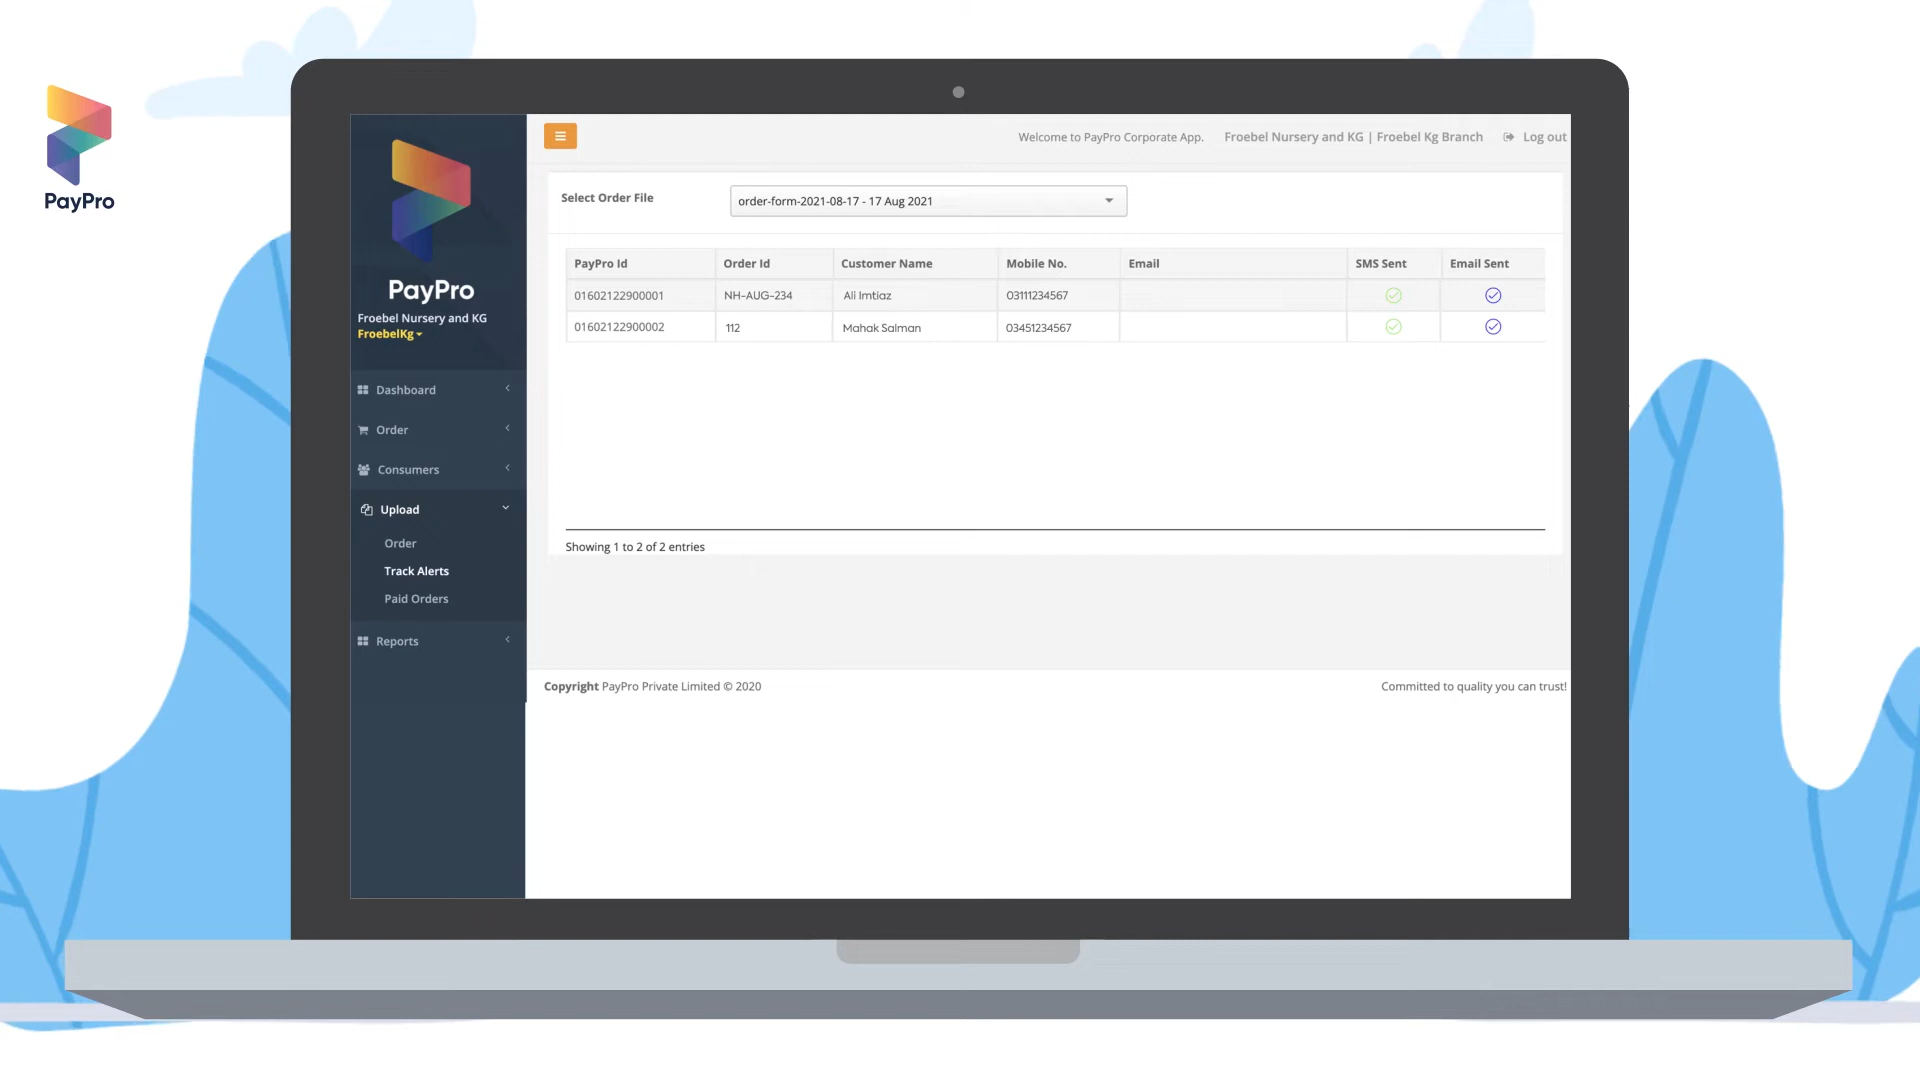 PayPro
PayPro
Froebel Nursery and KG
FroebelKg
Dashboard
Order
Consumers
Upload
Order
Track Alerts
Paid Orders
Reports
Welcome to PayPro Corporate App. Froebel Nursery and KG | Froebel Kg Branch Log out
Select Order File order-form-2021-08-17 - 17 Aug 2021
PayPro Id Order Id Customer Name Mobile No. Email SMS Sent Email Sent
01602122900001 NH-AUG-234 Ali Imtiaz 03111234567
01602122900002 112 Mahak Salman 03451234567
Showing 1 to 2 of 2 entries
Copyright PayPro Private Limited © 2020 Committed to quality you can trust!